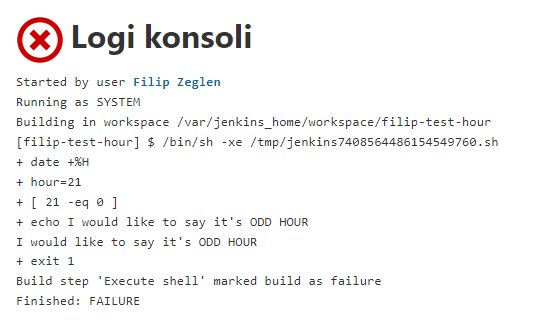 Logi konsoli
Started by user Filip Zeglen
Running as SYSTEM
Building in workspace /var/jenkins_home/workspace/filip-test-hour
[filip-test-hour] $ /bin/sh -xe /tmp/jenkins7408564486154549760.sh
+ date +%H
+ hour=21
+ [ 21 -eq 0 ]
+ echo I would like to say it's ODD HOUR
I would like to say it's ODD HOUR
+ exit 1
Build step 'Execute shell' marked build as failure
Finished: FAILURE